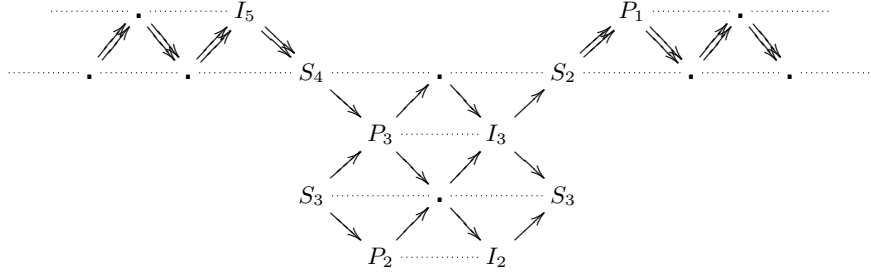 I₅ P₁
S₄ S₂
P₃ I₃
S₃ S₃
P₂ I₂